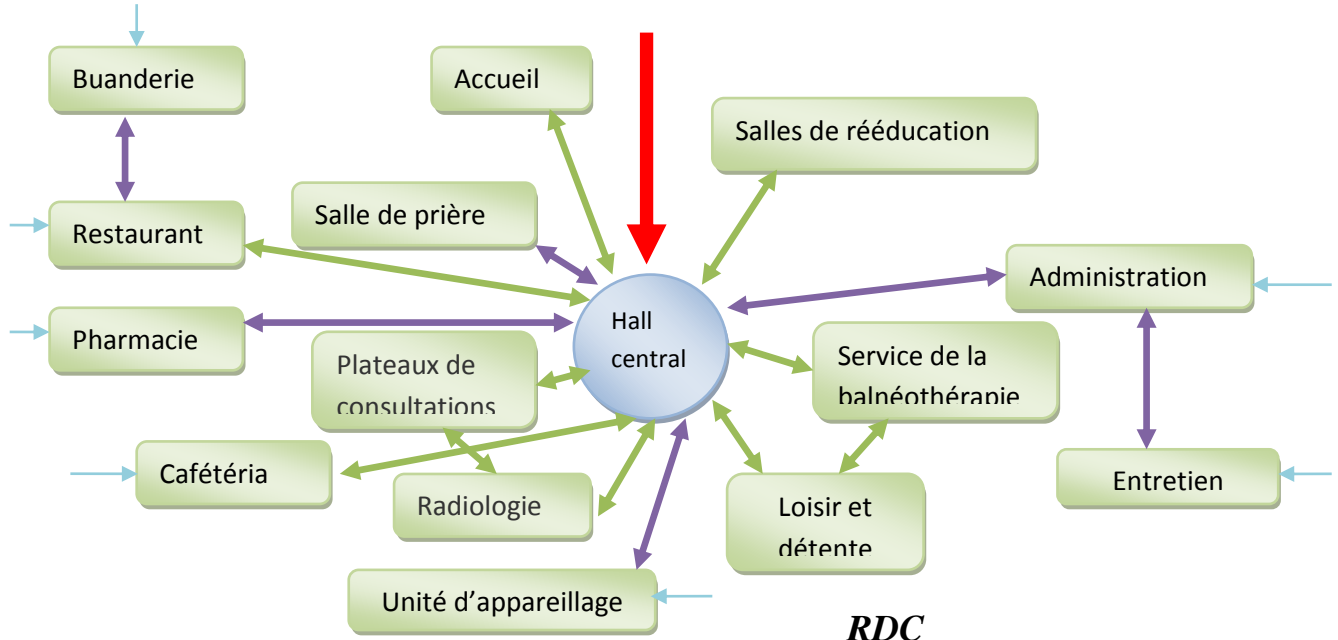 Buanderie
Accueil
Salles de rééducation
Salle de prière
Restaurant
Administration
Hall
central
Pharmacie
Plateaux de
consultations
Service de la
balnéothérapie
Cafétéria
Radiologie
Loisir et
détente
Entretien
Unité d’appareillage
RDC